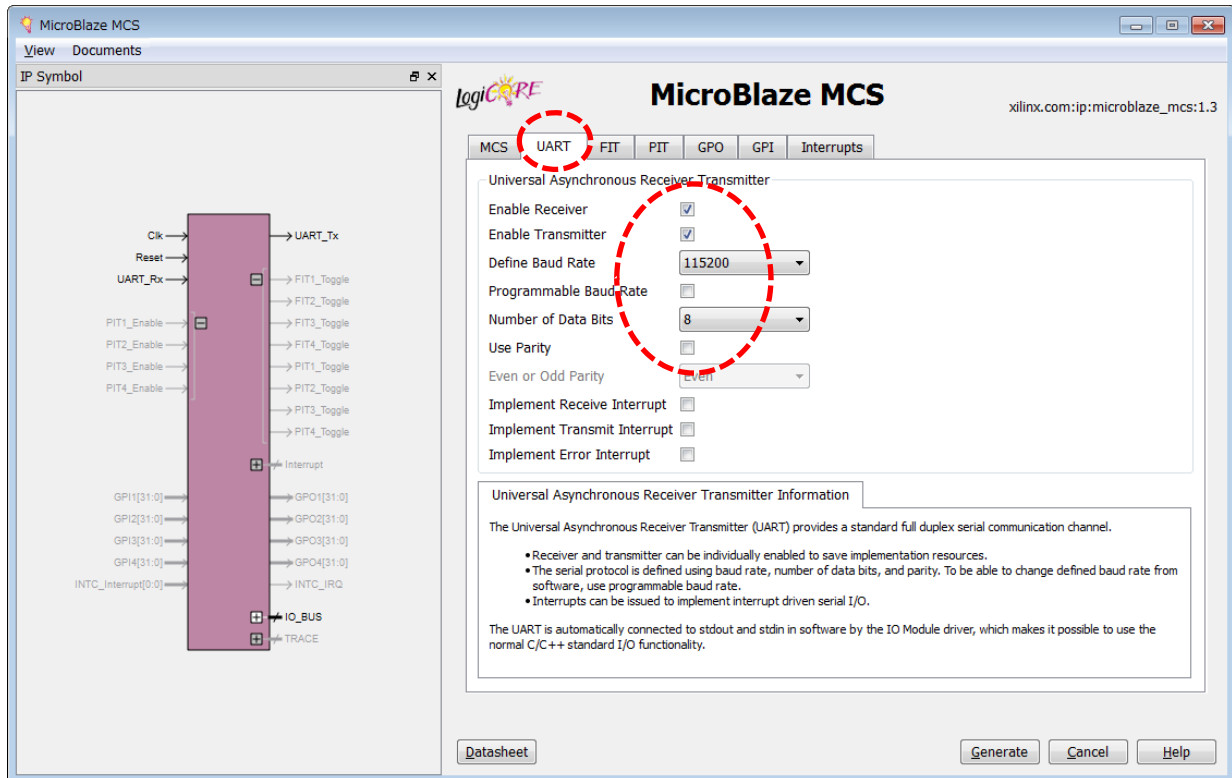 MicroBlaze MCS
View Documents
IP Symbol
LogiCORE
MicroBlaze MCS
xilinx.com:ip:microblaze_mcs:1.3
MCS UART FIT PIT GPO GPI Interrupts
Universal Asynchronous Receiver Transmitter
Enable Receiver
Enable Transmitter
Define Baud Rate 115200
Programmable Baud Rate
Number of Data Bits 8
Use Parity
Even or Odd Parity Even
Implement Receive Interrupt
Implement Transmit Interrupt
Implement Error Interrupt
Universal Asynchronous Receiver Transmitter Information
The Universal Asynchronous Receiver Transmitter (UART) provides a standard full duplex serial communication channel.
•Receiver and transmitter can be individually enabled to save implementation resources.
•The serial protocol is defined using baud rate, number of data bits, and parity. To be able to change defined baud rate from
software, use programmable baud rate.
•Interrupts can be issued to implement interrupt driven serial I/O.
The UART is automatically connected to stdout and stdin in software by the IO Module driver, which makes it possible to use the
normal C/C++ standard I/O functionality.
Clk UART_Tx
Reset
UART_Rx FIT1_Toggle
FIT2_Toggle
PIT1_Enable FIT3_Toggle
PIT2_Enable FIT4_Toggle
PIT3_Enable PIT1_Toggle
PIT4_Enable PIT2_Toggle
PIT3_Toggle
PIT4_Toggle
Interrupt
GPI1[31:0] GPO1[31:0]
GPI2[31:0] GPO2[31:0]
GPI3[31:0] GPO3[31:0]
GPI4[31:0] GPO4[31:0]
INTC_Interrupt[0:0] INTC_IRQ
IO_BUS
TRACE
Datasheet Generate Cancel Help